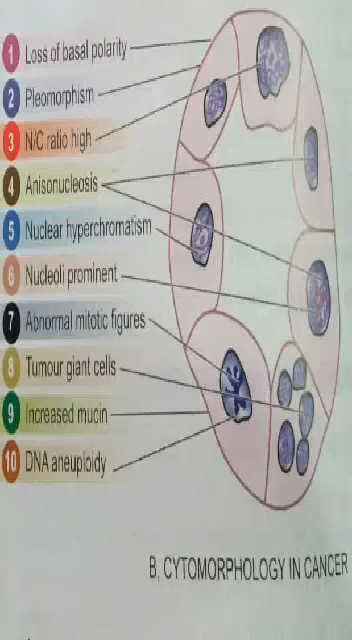 1 Loss of basal polarity
2 Pleomorphism
3 N/C ratio high
4 Anisonucleosis
5 Nuclear hyperchromatism
6 Nucleoli prominent
7 Abnormal mitotic figures
8 Tumour giant cells
9 Increased mucin
10 DNA aneuploidy
B, CYTOMORPHOLOGY IN CANCER